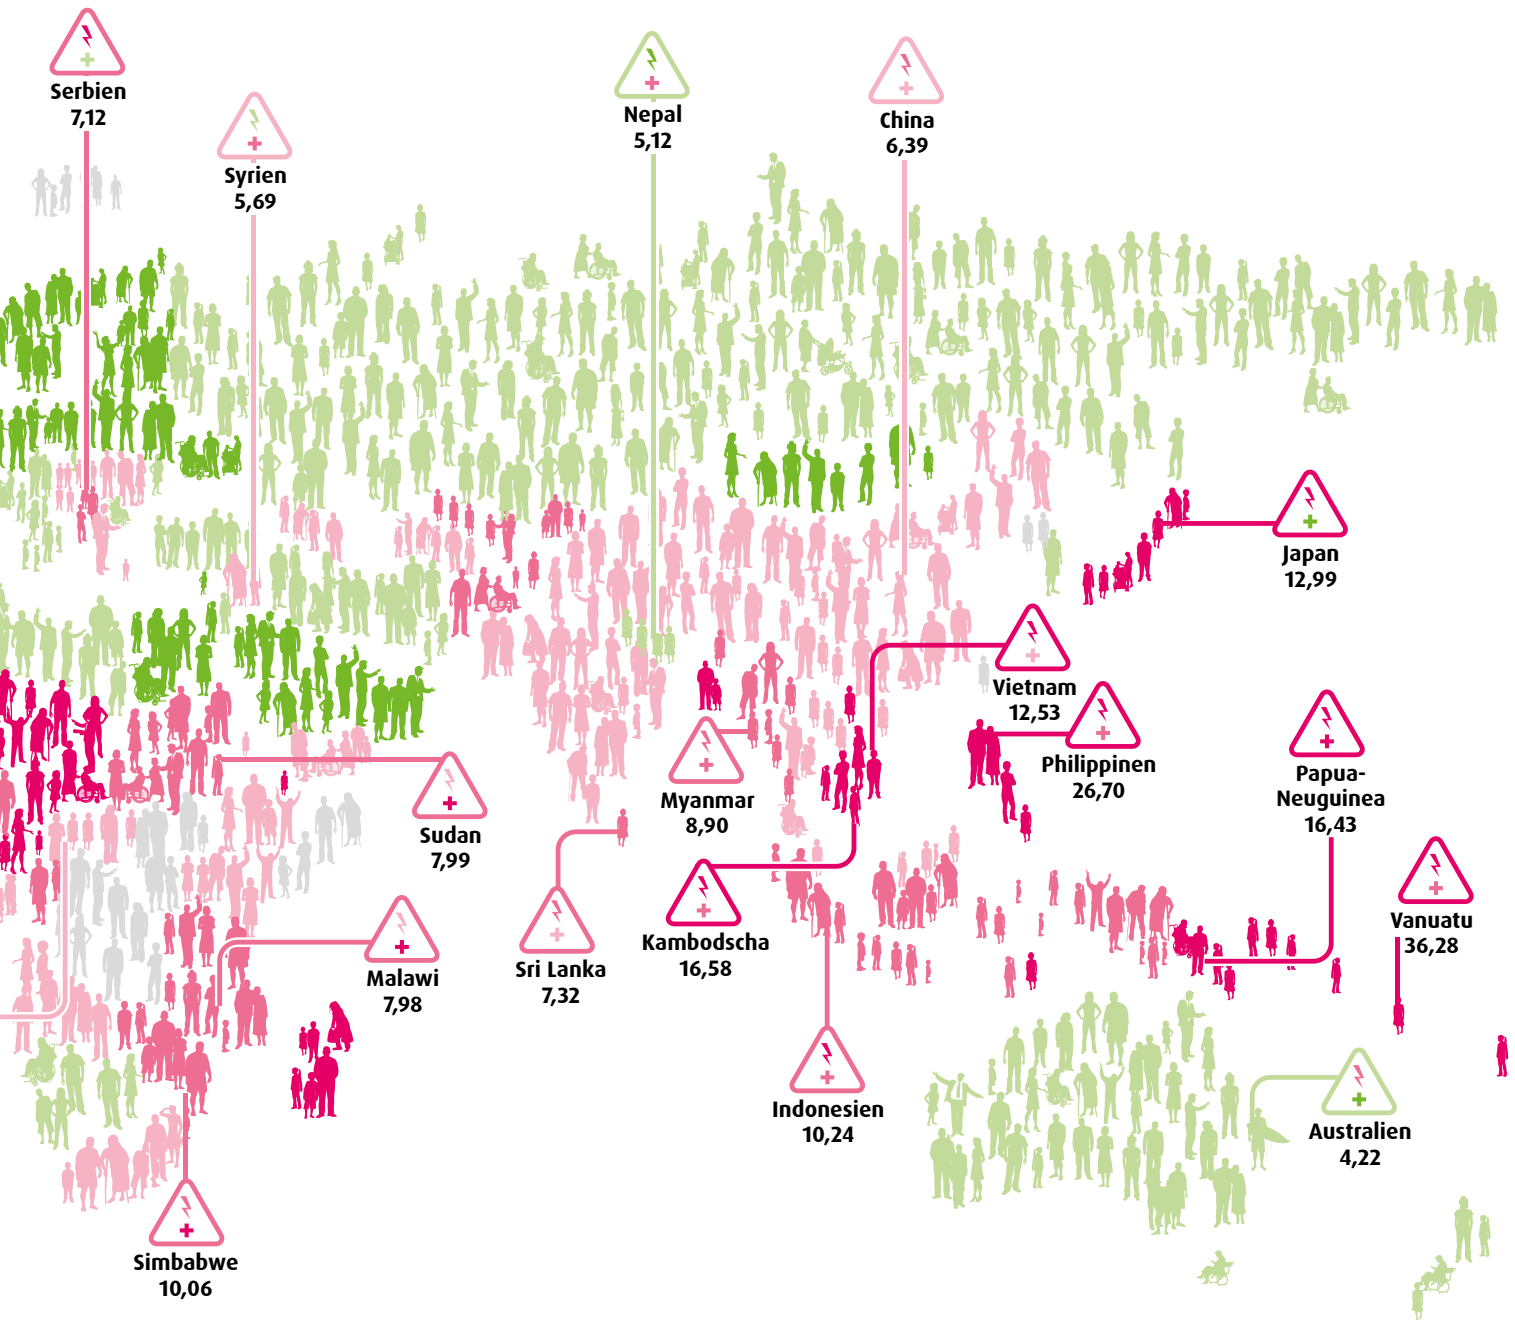 Serbien
7,12
Syrien
5,69
Nepal
5,12
China
6,39
Japan
12,99
Vietnam
12,53
Philippinen
26,70
Papua-
Neuguinea
16,43
Myanmar
8,90
Sudan
7,99
Vanuatu
36,28
Kambodscha
16,58
Sri Lanka
7,32
Malawi
7,98
Indonesien
10,24
Australien
4,22
Simbabwe
10,06